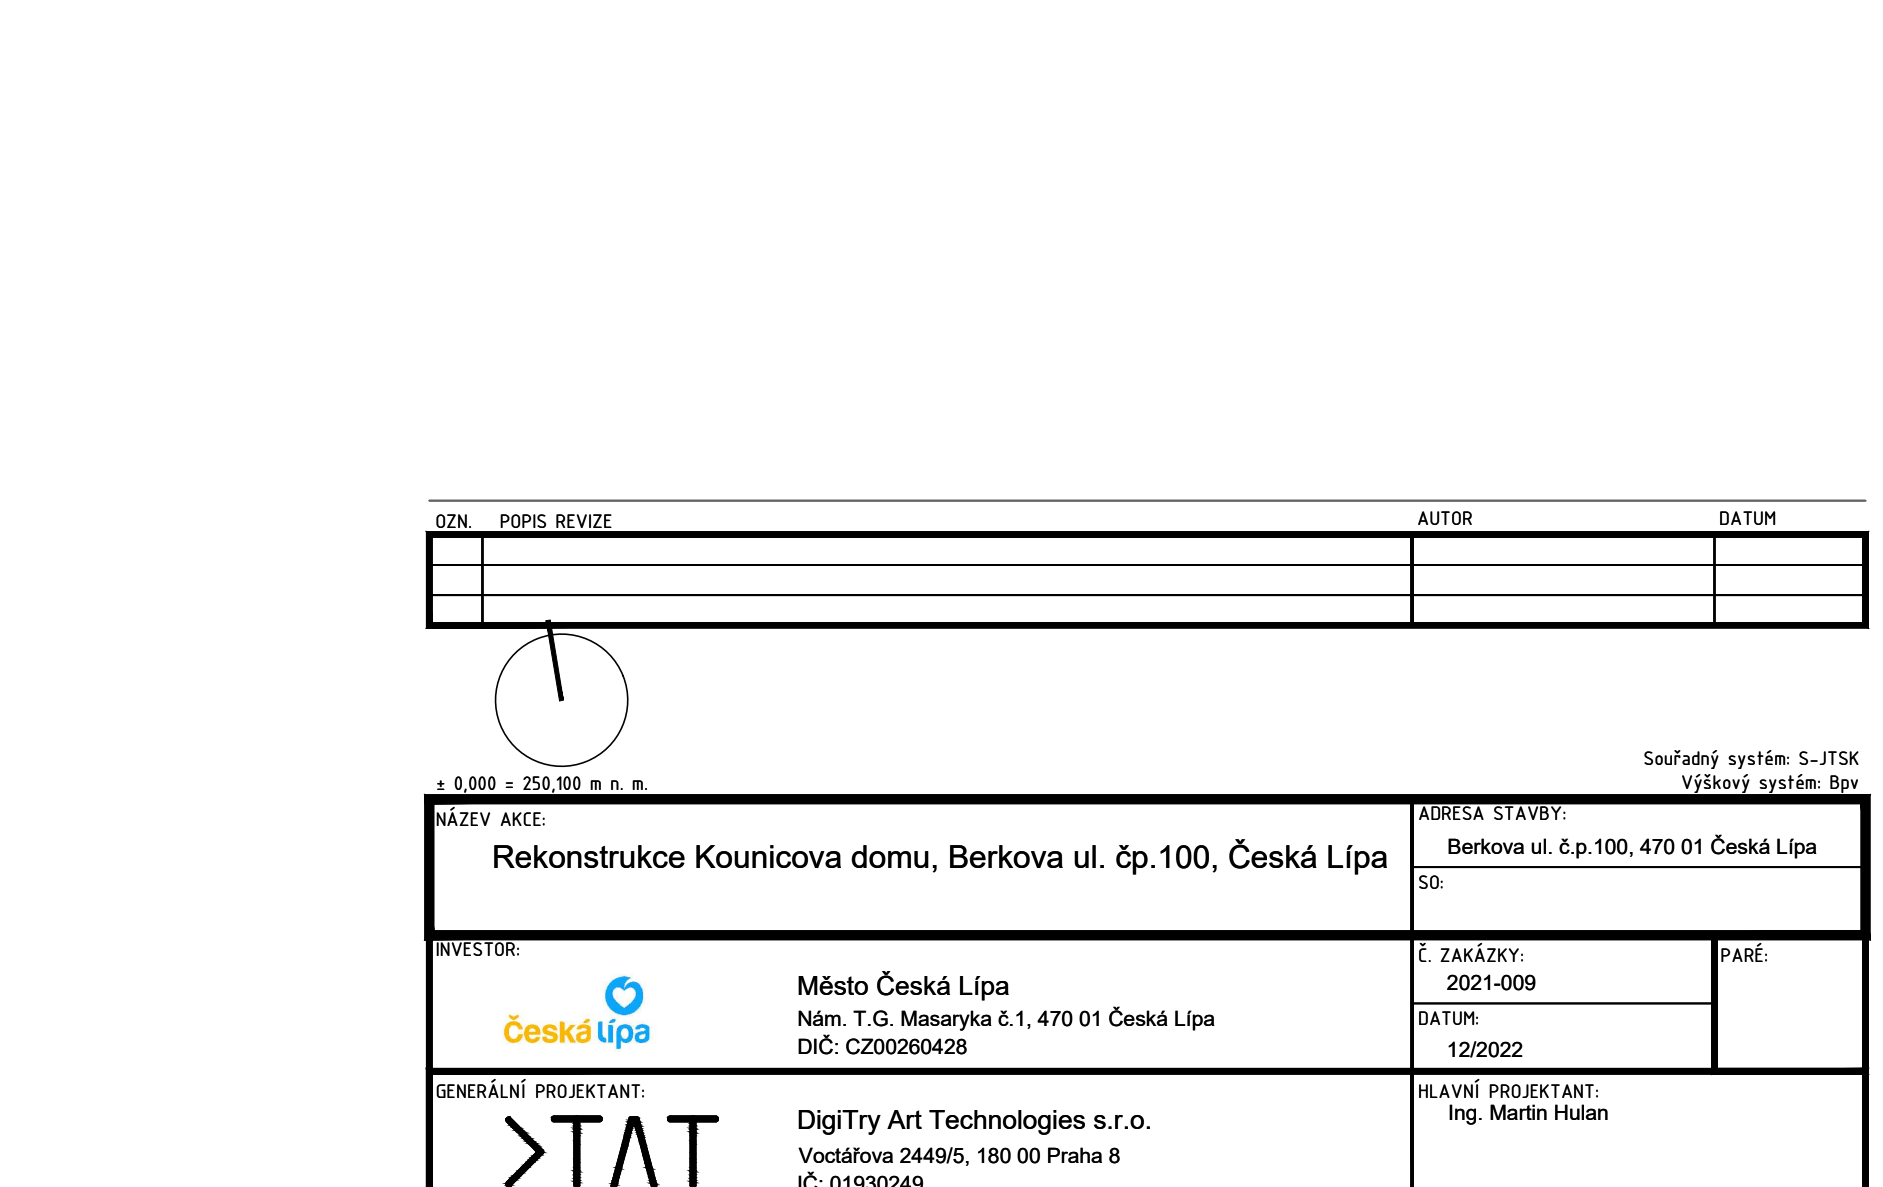 OZN. POPIS REVIZE AUTOR DATUM
Souřadný systém: S-JTSK
± 0,000 = 250,100 m n. m. Výškový systém: Bpv
NÁZEV AKCE:
Rekonstrukce Kounicova domu, Berkova ul. čp.100, Česká Lípa
ADRESA STAVBY:
Berkova ul. č.p.100, 470 01 Česká Lípa
SO:
INVESTOR:
Česká lípa
Město Česká Lípa
Nám. T.G. Masaryka č.1, 470 01 Česká Lípa
DIČ: CZ00260428
Č. ZAKÁZKY:
2021-009
DATUM:
12/2022
PARÉ:
GENERÁLNÍ PROJEKTANT:
DigiTry Art Technologies s.r.o.
Voctářova 2449/5, 180 00 Praha 8
IČ: 01930249
HLAVNÍ PROJEKTANT:
Ing. Martin Hulan